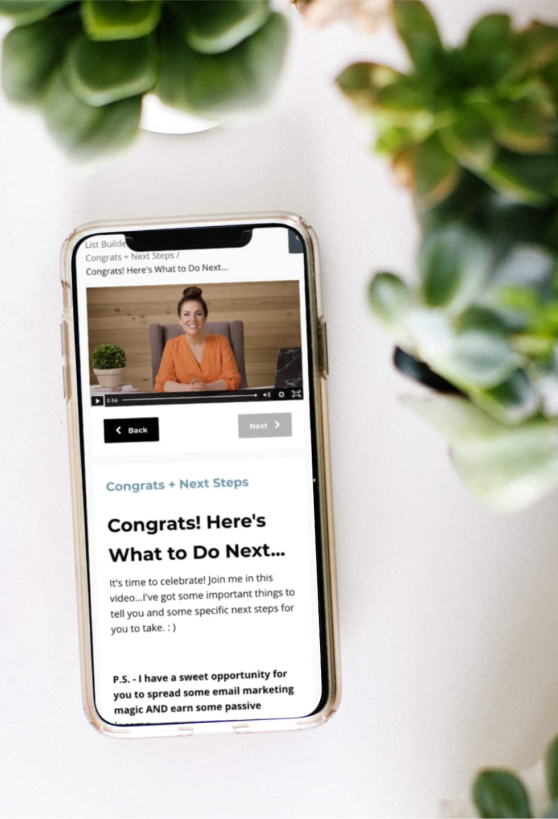 List Builde
Congrats + Next Steps /
Congrats! Here's What to Do Next...
3:56
Back
Next
Congrats + Next Steps
Congrats! Here's
What to Do Next...
It's time to celebrate! Join me in this
video...I've got some important things to
tell you and some specific next steps for
you to take. : )
P.S. - I have a sweet opportunity for
you to spread some email marketing
magic AND earn some passive